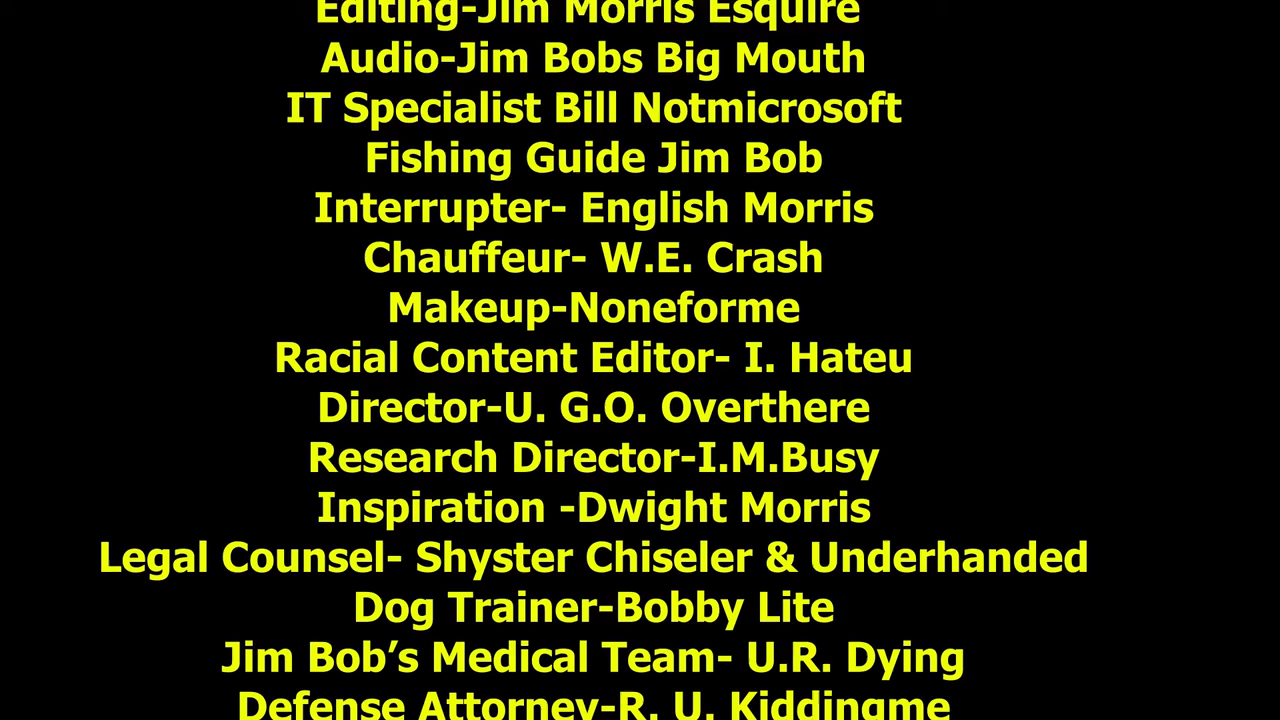 Editing-Jim Morris Esquire
Audio-Jim Bobs Big Mouth
IT Specialist Bill Notmicrosoft
Fishing Guide Jim Bob
Interrupter- English Morris
Chauffeur- W.E. Crash
Makeup-Noneforme
Racial Content Editor- I. Hateu
Director-U. G.O. Overthere
Research Director-I.M.Busy
Inspiration -Dwight Morris
Legal Counsel- Shyster Chiseler & Underhanded
Dog Trainer-Bobby Lite
Jim Bob’s Medical Team- U.R. Dying
Defense Attorney-R. U. Kiddingme